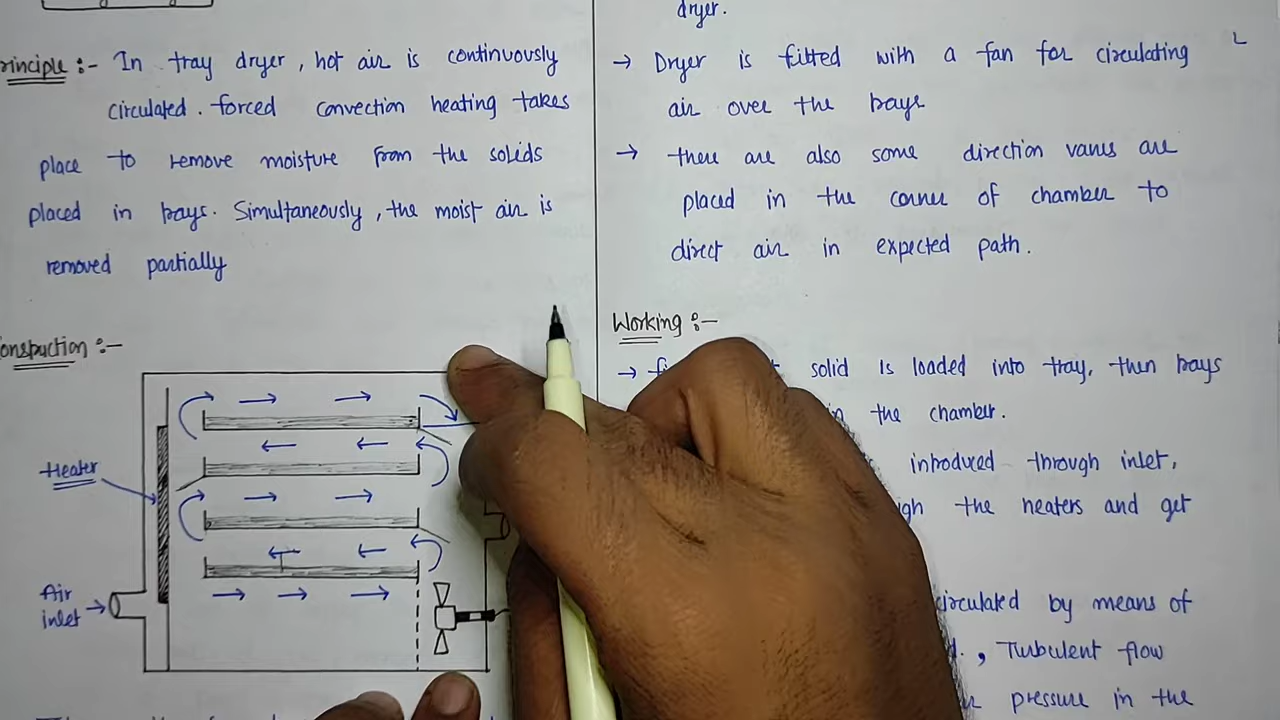 rinciple :- In tray dryer, hot air is continuously
circulated. forced convection heating takes
place to remove moisture from the solids
placed in trays. Simultaneously, the moist air is
removed partially
onstruction :-
Heater
Air
inlet
dryer.
→ Dryer is fitted with a fan for circulating
air over the trays
→ there are also some direction vanes are
placed in the corner of chamber to
direct air in expected path.
Working :-
→ solid is loaded into tray, then trays
in the chamber.
introduced through inlet,
the heaters and get
circulated by means of
, Turbulent flow
pressure in the